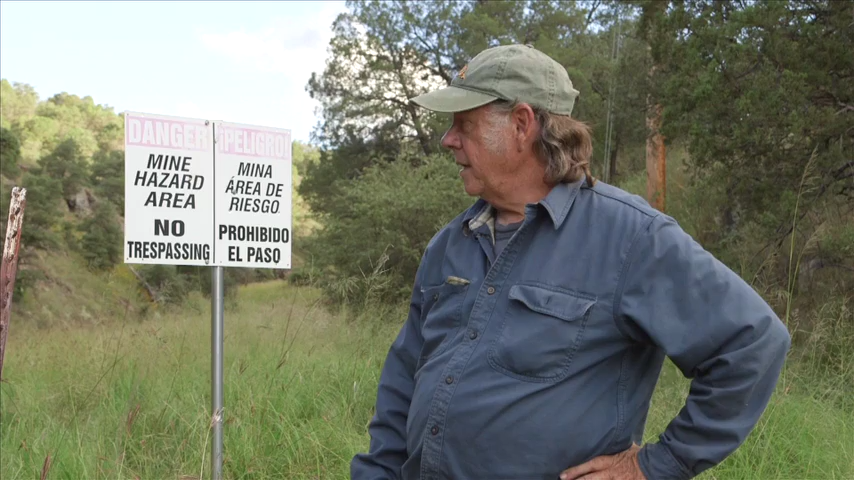 DANGER
MINE
HAZARD
AREA
NO
TRESPASSING
¡PELIGRO!
MINA
ÁREA DE
RIESGO
PROHIBIDO
EL PASO